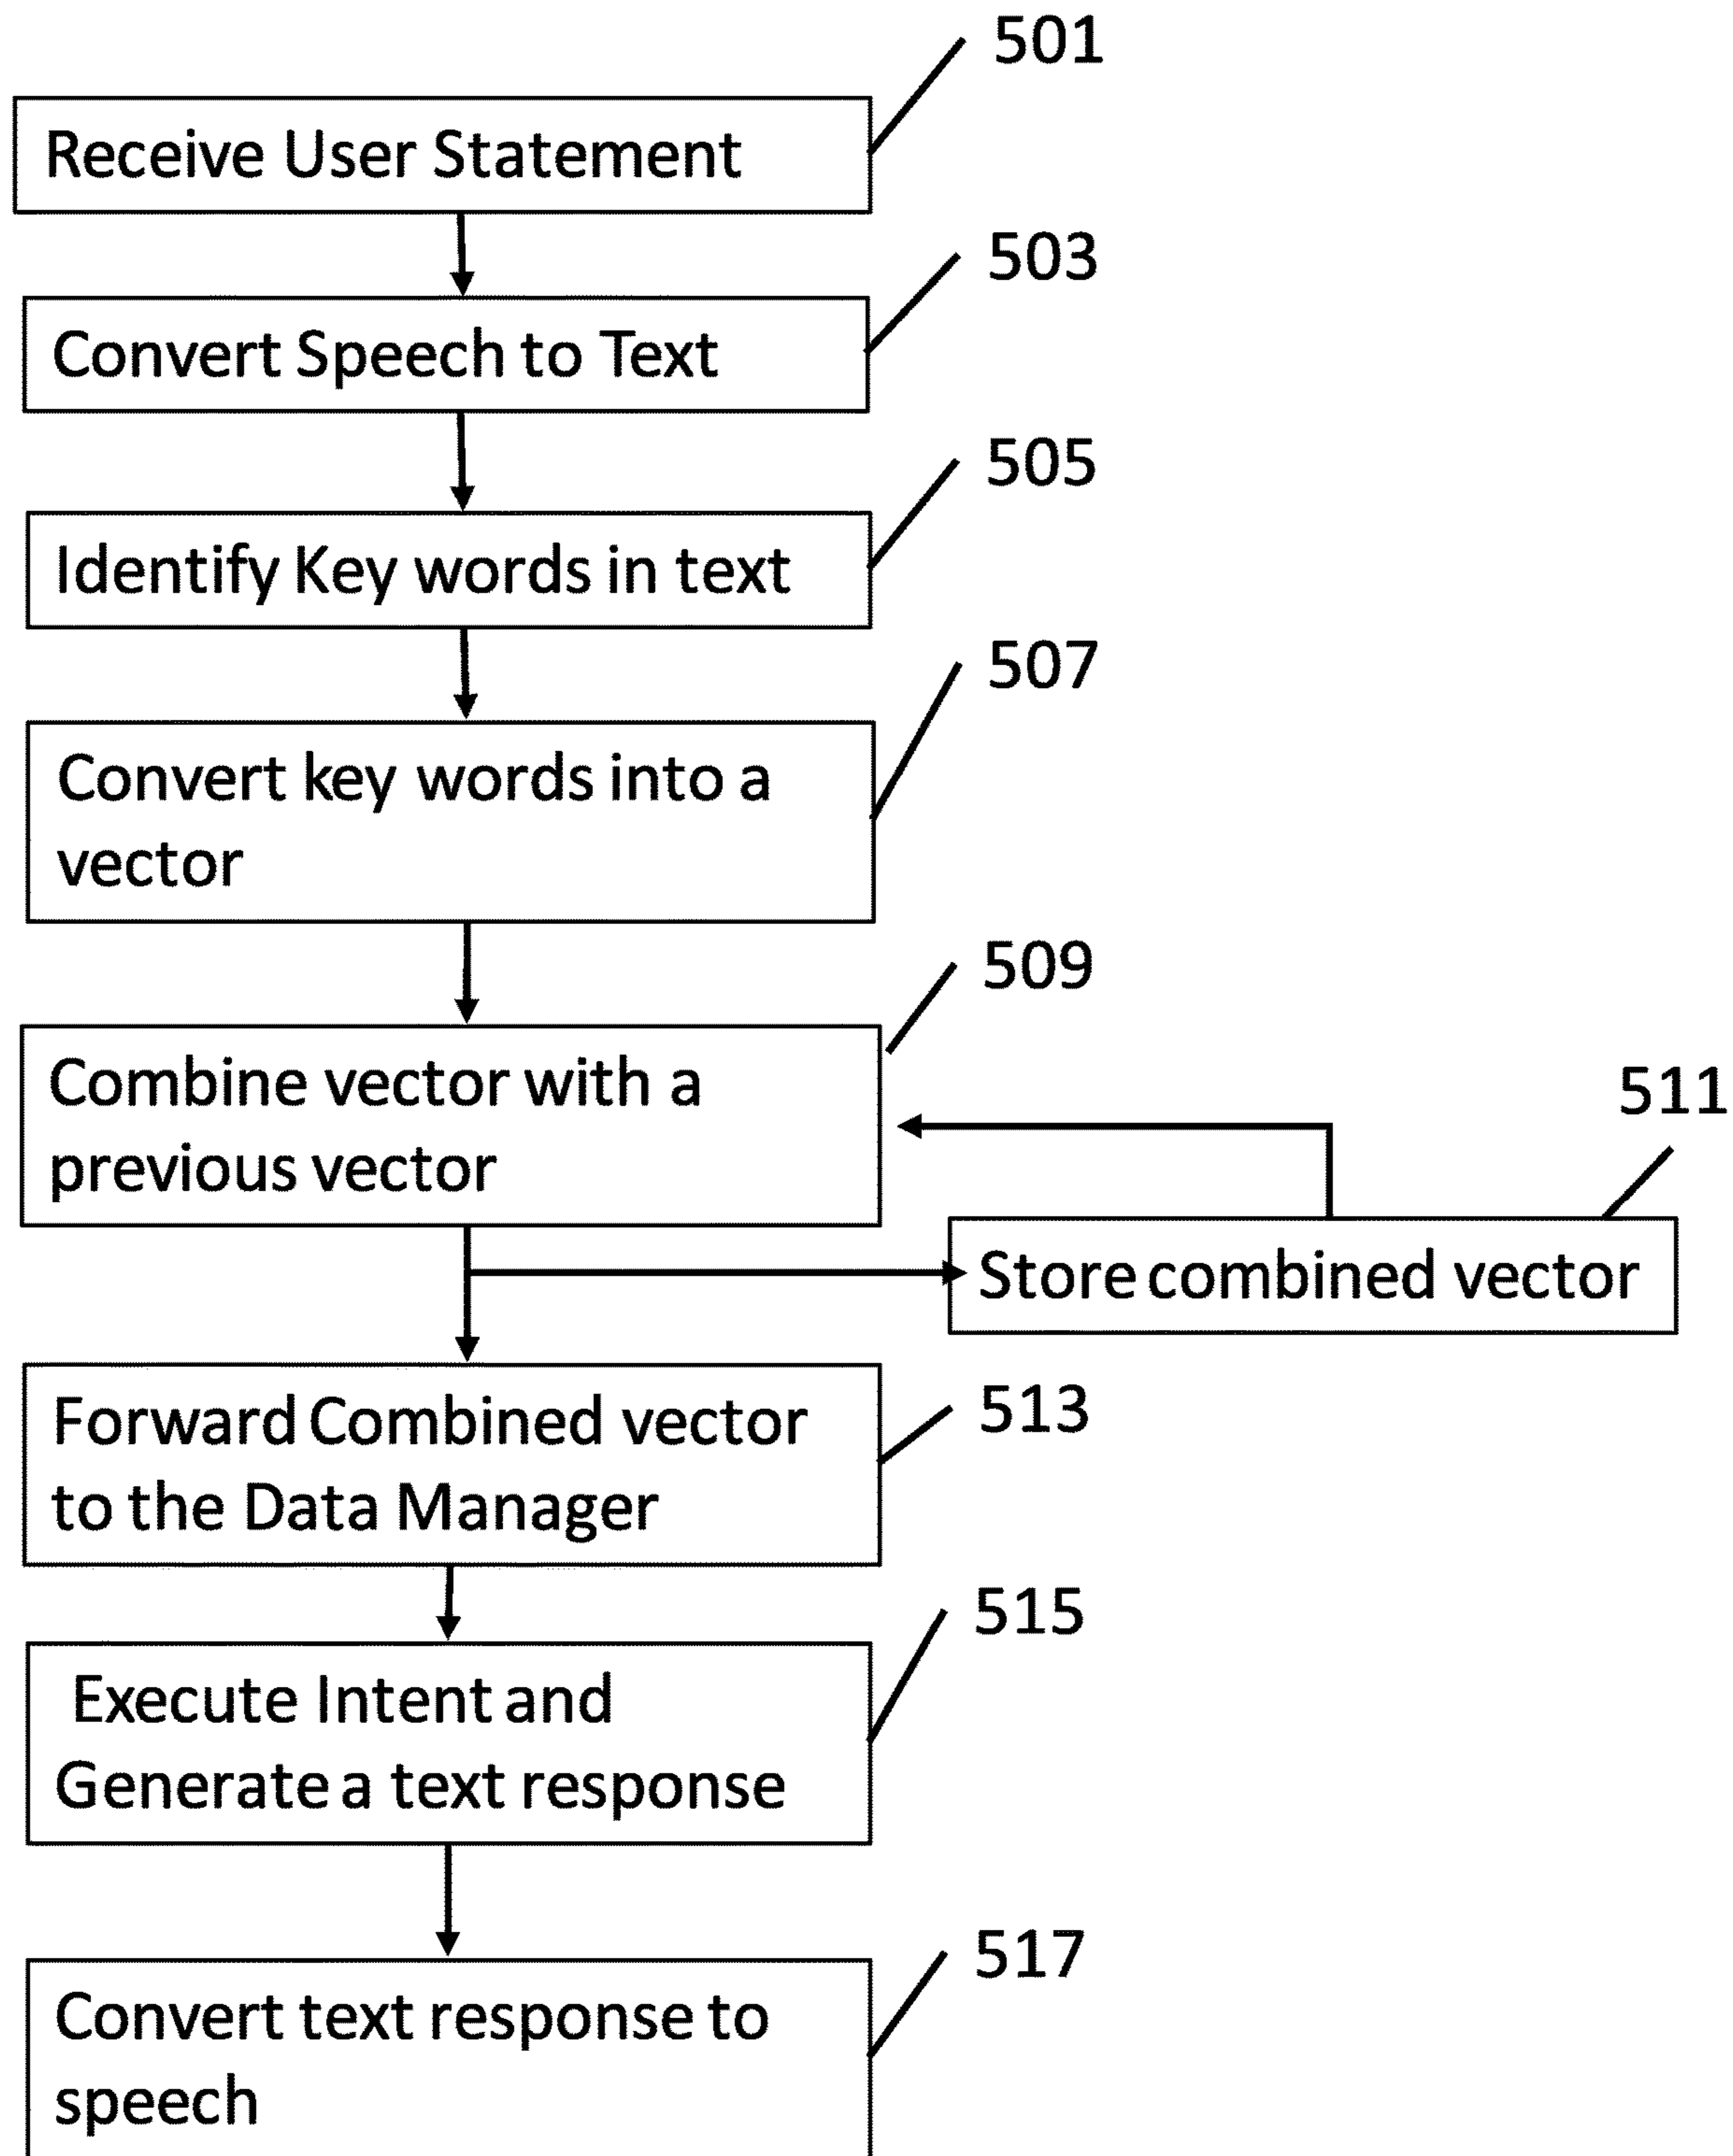 501
Receive User Statement
503
Convert Speech to Text
505
Identify Key words in text
507
Convert key words into a
vector
509
Combine vector with a
previous vector
511
Store combined vector
Forward Combined vector
to the Data Manager
513
515
Execute Intent and
Generate a text response
517
Convert text response to
speech